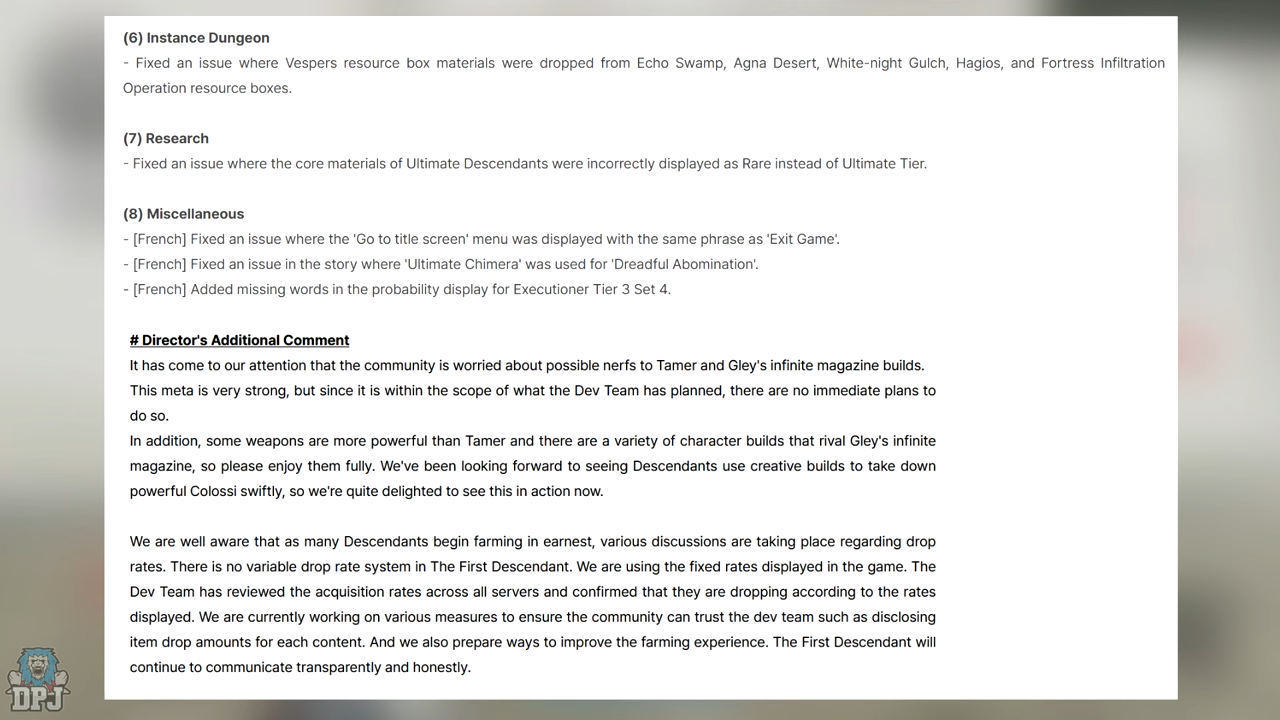 (6) Instance Dungeon
- Fixed an issue where Vespers resource box materials were dropped from Echo Swamp, Agna Desert, White-night Gulch, Hagios, and Fortress Infiltration
Operation resource boxes.
(7) Research
- Fixed an issue where the core materials of Ultimate Descendants were incorrectly displayed as Rare instead of Ultimate Tier.
(8) Miscellaneous
- [French] Fixed an issue where the 'Go to title screen' menu was displayed with the same phrase as 'Exit Game'.
- [French] Fixed an issue in the story where 'Ultimate Chimera' was used for 'Dreadful Abomination'.
- [French] Added missing words in the probability display for Executioner Tier 3 Set 4.
# Director's Additional Comment
It has come to our attention that the community is worried about possible nerfs to Tamer and Gley's infinite magazine builds.
This meta is very strong, but since it is within the scope of what the Dev Team has planned, there are no immediate plans to
do so.
In addition, some weapons are more powerful than Tamer and there are a variety of character builds that rival Gley's infinite
magazine, so please enjoy them fully. We've been looking forward to seeing Descendants use creative builds to take down
powerful Colossi swiftly, so we're quite delighted to see this in action now.
We are well aware that as many Descendants begin farming in earnest, various discussions are taking place regarding drop
rates. There is no variable drop rate system in The First Descendant. We are using the fixed rates displayed in the game. The
Dev Team has reviewed the acquisition rates across all servers and confirmed that they are dropping according to the rates
displayed. We are currently working on various measures to ensure the community can trust the dev team such as disclosing
item drop amounts for each content. And we also prepare ways to improve the farming experience. The First Descendant will
continue to communicate transparently and honestly.
DPJ